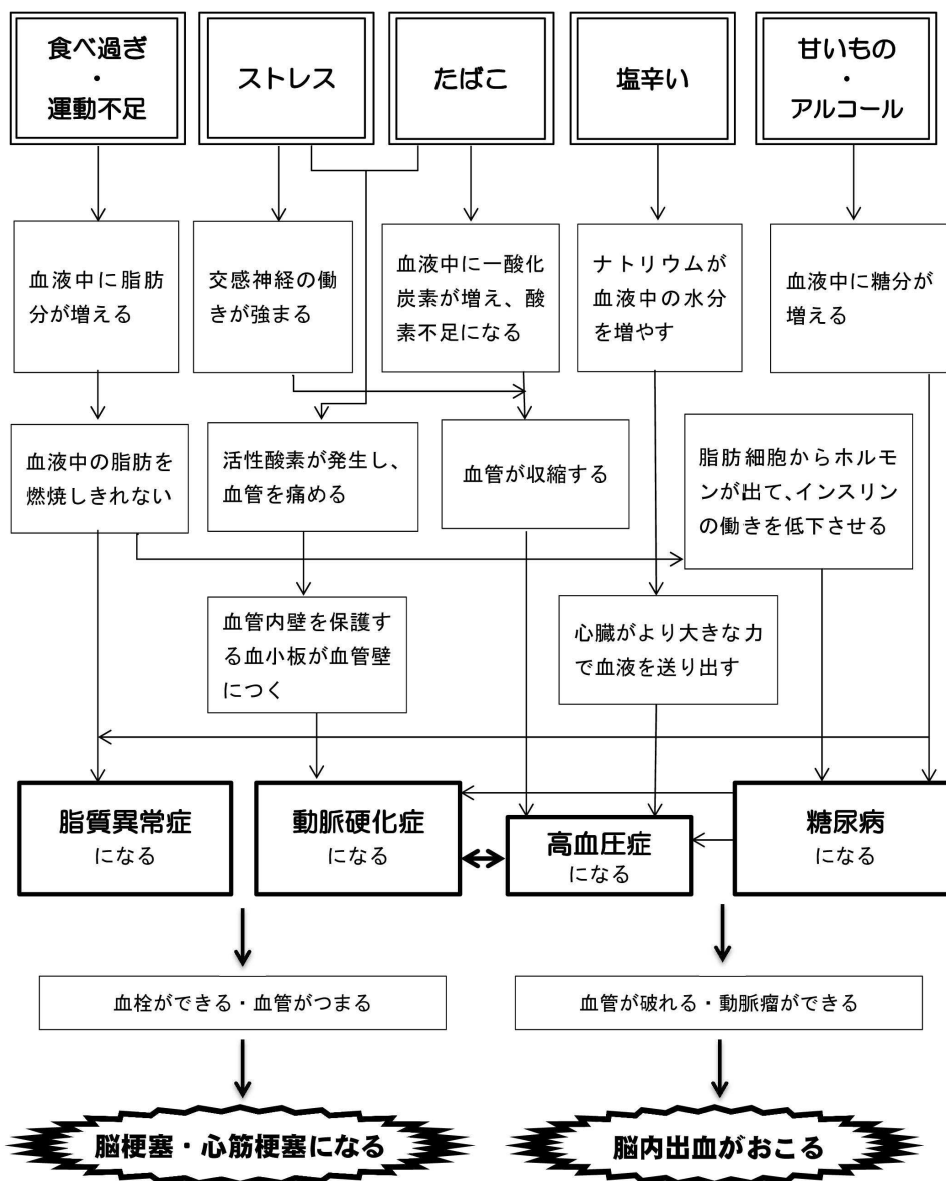 食べ過ぎ
・
運動不足
ストレス
たばこ
塩辛い
甘いもの
・
アルコール
血液中に脂肪
分が増える
交感神経の働
きが強まる
血液中に一酸化
炭素が増え、酸
素不足になる
ナトリウムが
血液中の水分
を増やす
血液中に糖分が
増える
血液中の脂肪を
燃焼しきれない
活性酸素が発生し、
血管を痛める
血管が収縮する
脂肪細胞からホルモ
ンが出て、インスリン
の働きを低下させる
血管内壁を保護す
る血小板が血管壁
につく
心臓がより大きな力
で血液を送り出す
脂質異常症
になる
動脈硬化症
になる
高血圧症
になる
糖尿病
になる
血栓ができる・血管がつまる
血管が破れる・動脈瘤ができる
脳梗塞・心筋梗塞になる
脳内出血がおこる